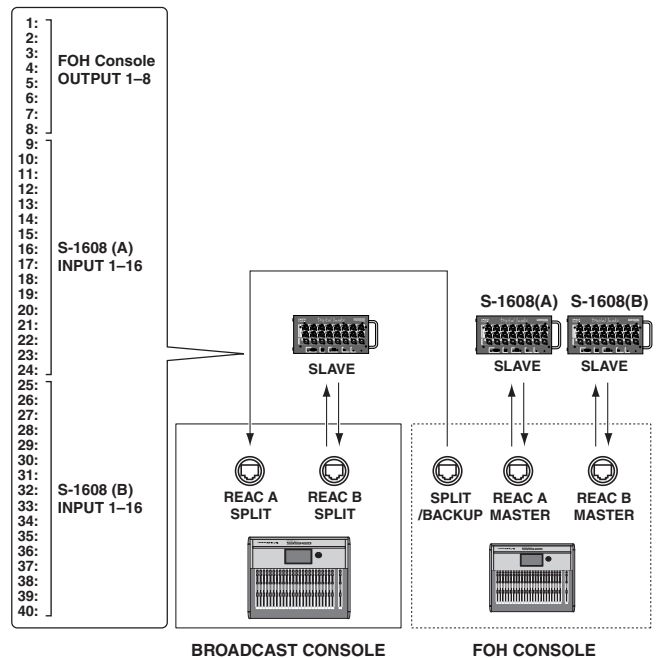 1:
2:
3:
4:
5:
6:
7:
8:
FOH Console
OUTPUT 1–8
9:
10:
11:
12:
13:
14:
15:
16:
17:
18:
19:
20:
21:
22:
23:
24:
S-1608 (A)
INPUT 1–16
25:
26:
27:
28:
29:
30:
31:
32:
33:
34:
35:
36:
37:
38:
39:
40:
S-1608 (B)
INPUT 1–16
S-1608(A) S-1608(B)
SLAVE
SLAVE
SLAVE
REAC A
SPLIT
REAC B
SPLIT
SPLIT
/BACKUP
REAC A
MASTER
REAC B
MASTER
BROADCAST CONSOLE
FOH CONSOLE